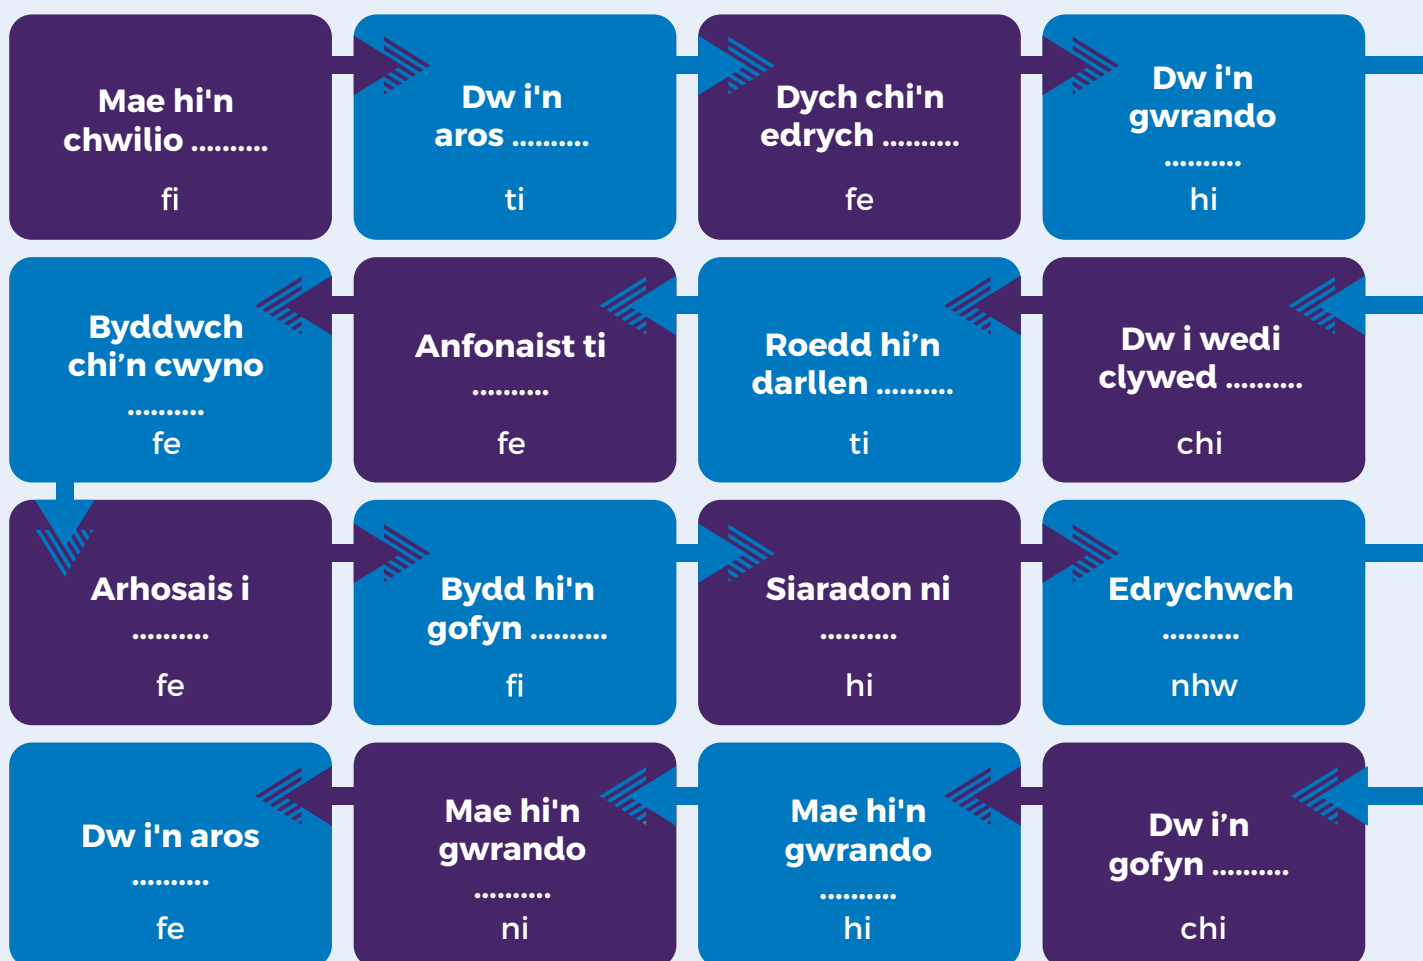 Mae hi'n
chwilio ..........
fi
Dw i'n
aros ..........
ti
Dych chi'n
edrych ..........
fe
Dw i'n
gwrando
..........
hi
Byddwch
chi’n cwyno
..........
fe
Anfonaist ti
..........
fe
Roedd hi’n
darllen ..........
ti
Dw i wedi
clywed ..........
chi
Arhosais i
..........
fe
Bydd hi'n
gofyn ..........
fi
Siaradon ni
..........
hi
Edrychwch
..........
nhw
Dw i'n aros
..........
fe
Mae hi'n
gwrando
..........
ni
Mae hi'n
gwrando
..........
hi
Dw i’n
gofyn ..........
chi